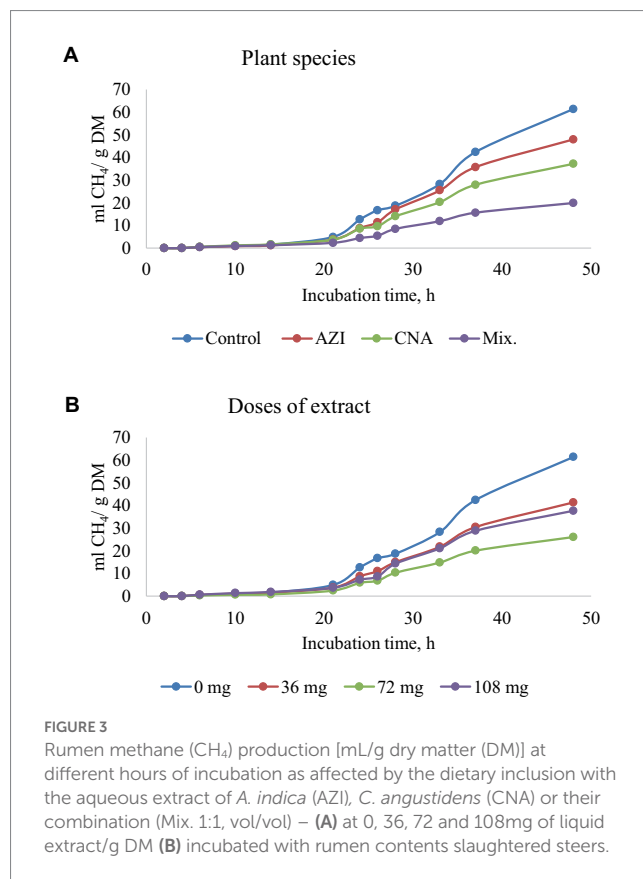 A
Plant species
ml CH₄/ g DM
70
60
50
40
30
20
10
0
0
10
20
30
40
50
Incubation time, h
Control
AZI
CNA
Mix.
B
Doses of extract
ml CH₄/ g DM
70
60
50
40
30
20
10
0
0
10
20
30
40
50
Incubation time, h
0 mg
36 mg
72 mg
108 mg
FIGURE 3
Rumen methane (CH₄) production [mL/g dry matter (DM)] at
different hours of incubation as affected by the dietary inclusion with
the aqueous extract of A. indica (AZI), C. angustidens (CNA) or their
combination (Mix. 1:1, vol/vol) – (A) at 0, 36, 72 and 108mg of liquid
extract/g DM (B) incubated with rumen contents slaughtered steers.